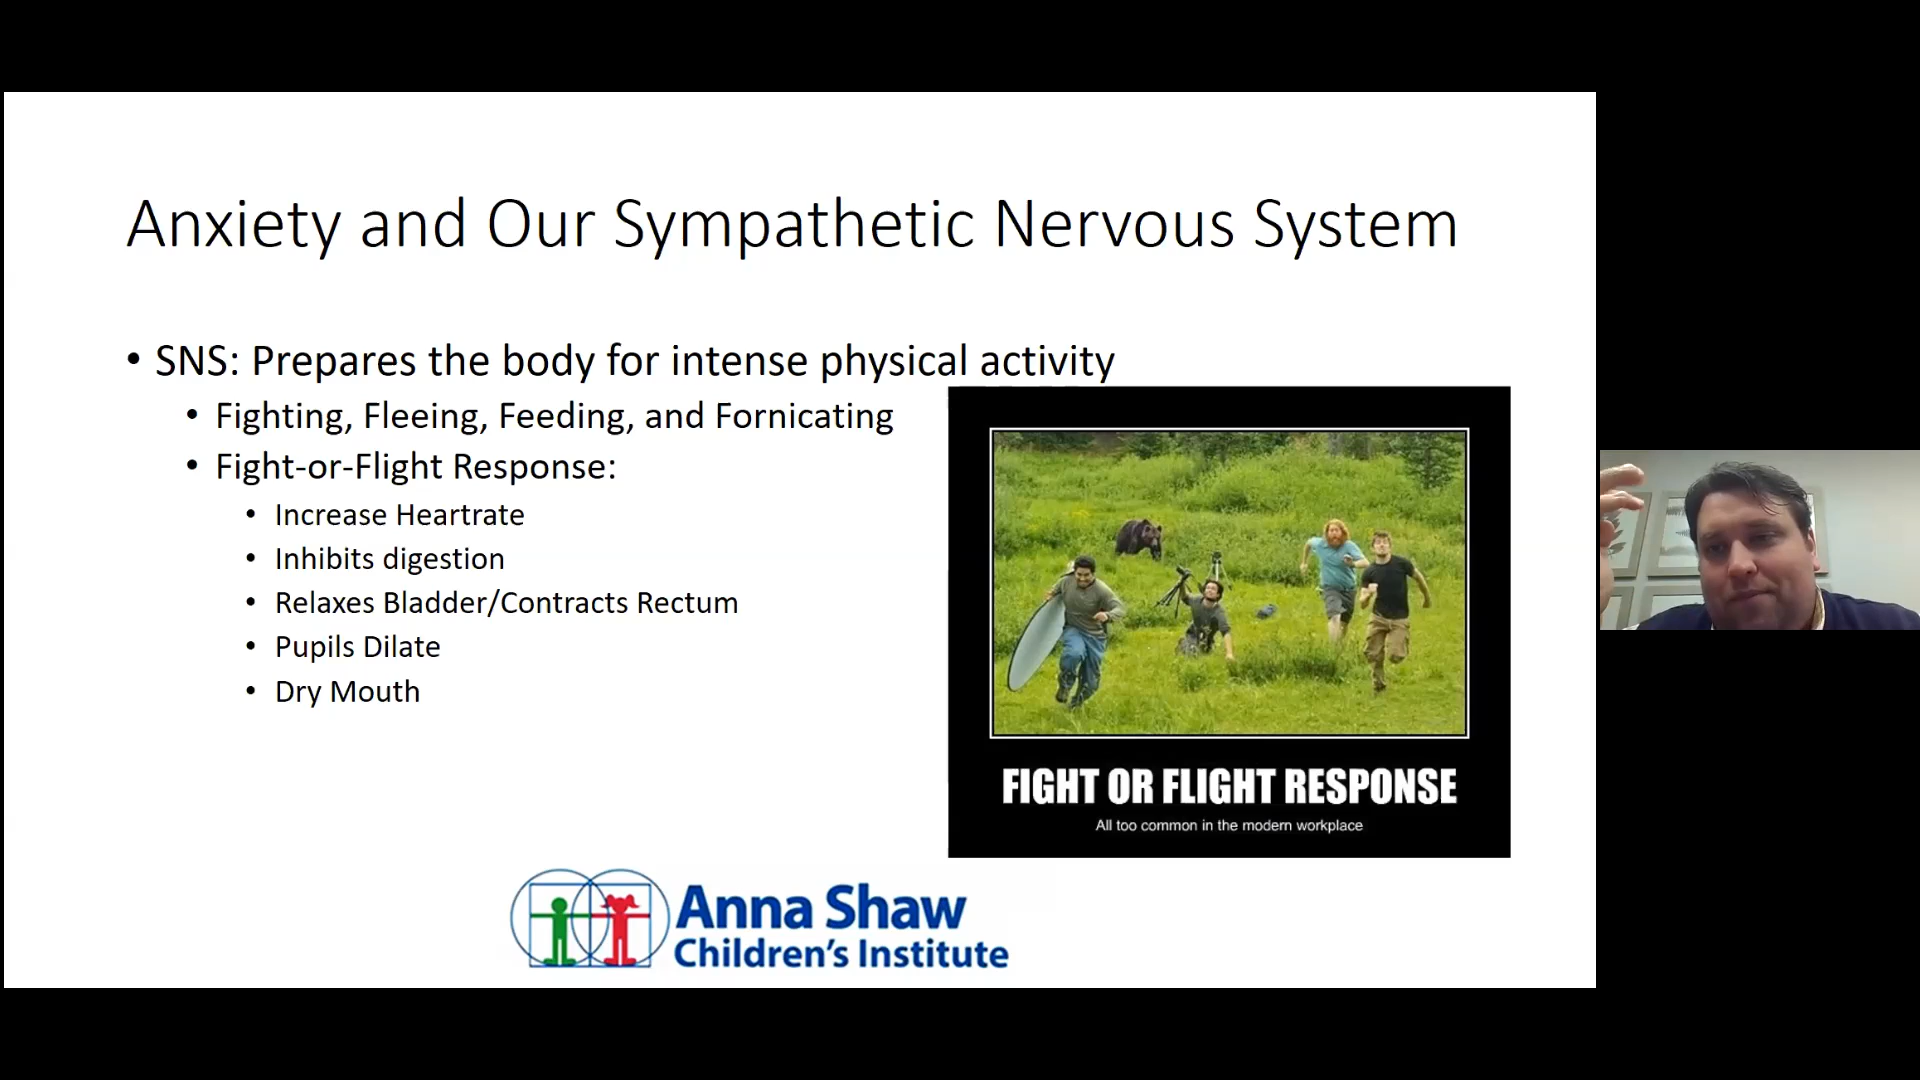 Anxiety and Our Sympathetic Nervous System
• SNS: Prepares the body for intense physical activity
• Fighting, Fleeing, Feeding, and Fornicating
• Fight-or-Flight Response:
• Increase Heartrate
• Inhibits digestion
• Relaxes Bladder/Contracts Rectum
• Pupils Dilate
• Dry Mouth
FIGHT OR FLIGHT RESPONSE
All too common in the modern workplace
Anna Shaw
Children's Institute